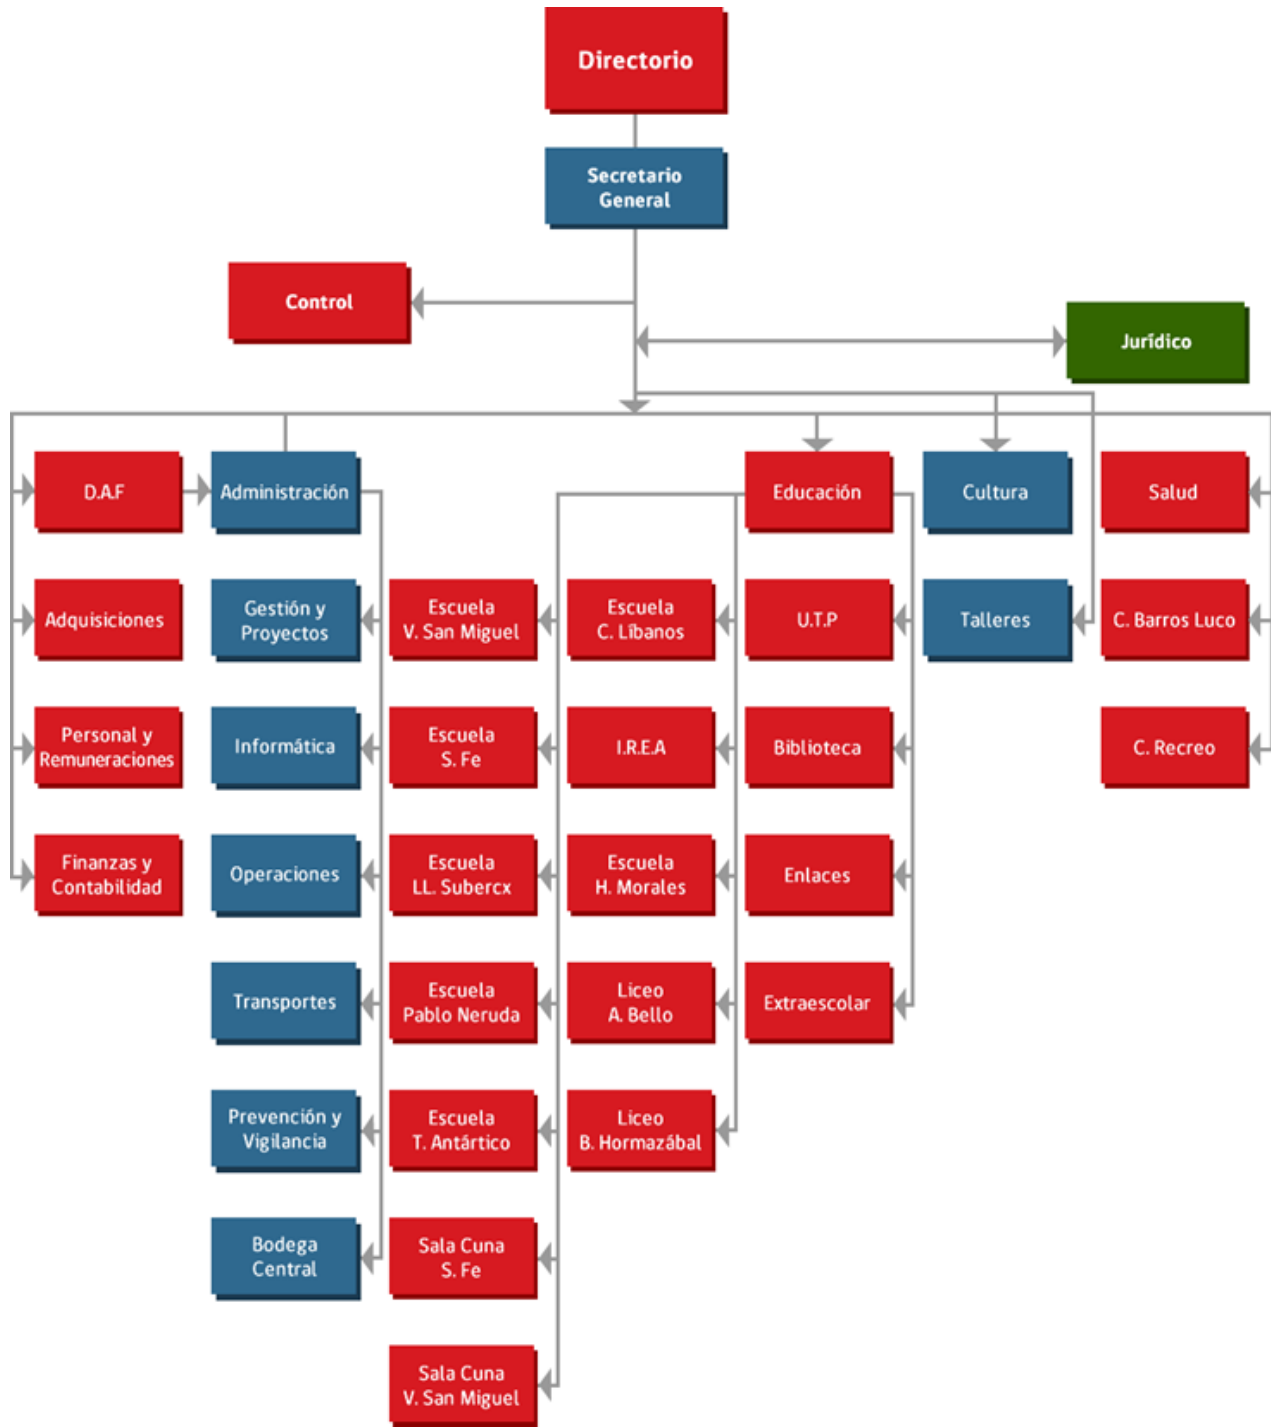 Directorio
Secretario
General
Control
Jurídico
D.A.F
Administración
Educación
Cultura
Salud
Adquisiciones
Gestión y
Proyectos
Escuela
V. San Miguel
Escuela
C. Líbanos
U.T.P
Talleres
C. Barros Luco
Personal y
Remuneraciones
Informática
Escuela
S. Fe
I.R.E.A
Biblioteca
C. Recreo
Finanzas y
Contabilidad
Operaciones
Escuela
LL. Subercx
Escuela
H. Morales
Enlaces
Transportes
Escuela
Pablo Neruda
Liceo
A. Bello
Extraescolar
Prevención y
Vigilancia
Escuela
T. Antártico
Liceo
B. Hormazábal
Bodega
Central
Sala Cuna
S. Fe
Sala Cuna
V. San Miguel